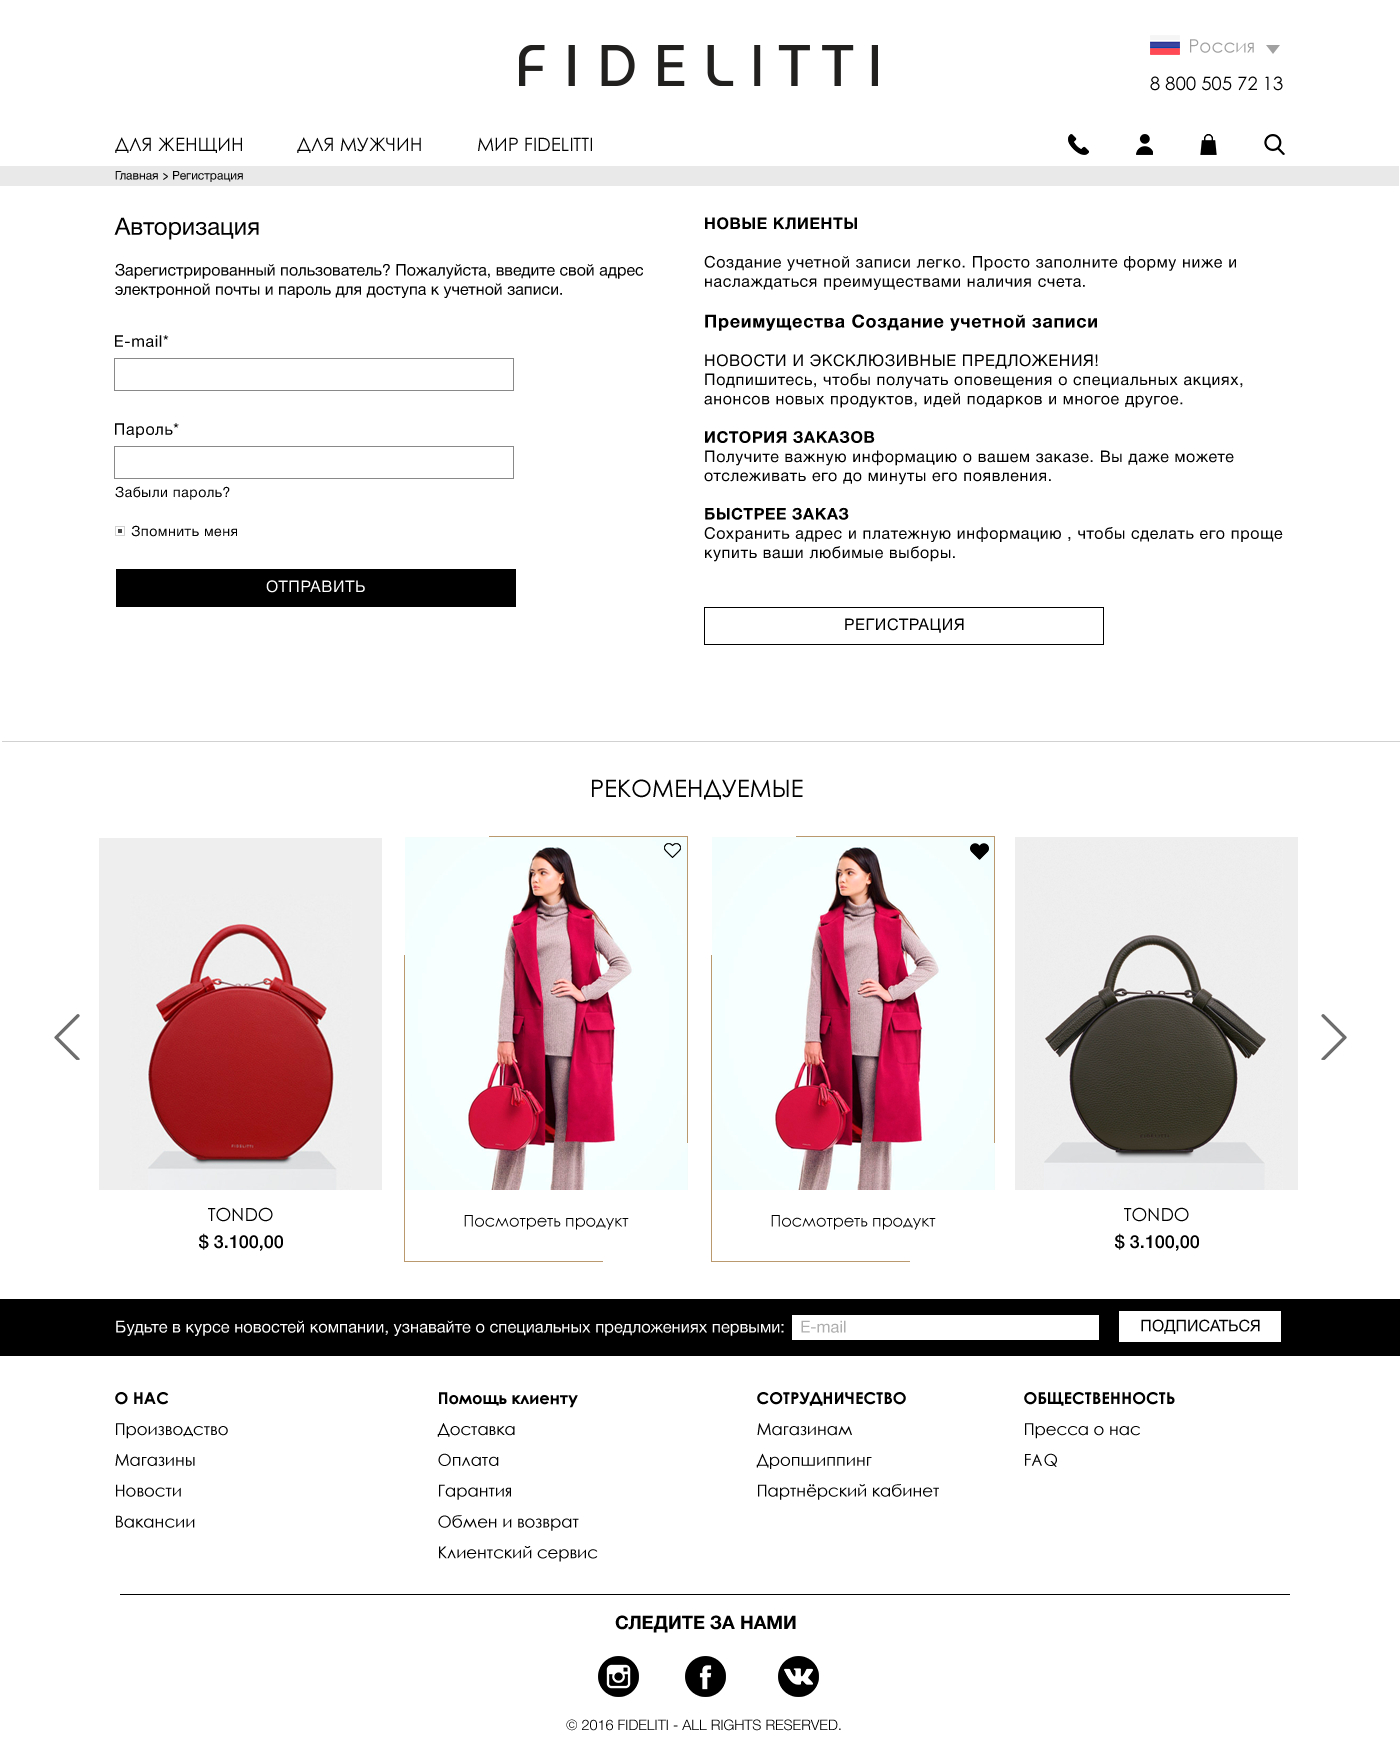 FIDELITTI
Россия
8 800 505 72 13
ДЛЯ ЖЕНЩИН
ДЛЯ МУЖЧИН
МИР FIDELITTI
Главная > Регистрация
Авторизация
Зарегистрированный пользователь? Пожалуйста, введите свой адрес
электронной почты и пароль для доступа к учетной записи.
E-mail*
Пароль*
Забыли пароль?
Зпомнить меня
ОТПРАВИТЬ
НОВЫЕ КЛИЕНТЫ
Создание учетной записи легко. Просто заполните форму ниже и
наслаждаться преимуществами наличия счета.
Преимущества Создание учетной записи
НОВОСТИ И ЭКСКЛЮЗИВНЫЕ ПРЕДЛОЖЕНИЯ!
Подпишитесь, чтобы получать оповещения о специальных акциях,
анонсов новых продуктов, идей подарков и многое другое.
ИСТОРИЯ ЗАКАЗОВ
Получите важную информацию о вашем заказе. Вы даже можете
отслеживать его до минуты его появления.
БЫСТРЕЕ ЗАКАЗ
Сохранить адрес и платежную информацию , чтобы сделать его проще
купить ваши любимые выборы.
РЕГИСТРАЦИЯ
РЕКОМЕНДУЕМЫЕ
FIDELITTI
FIDELITTI
TONDO
$ 3.100,00
Посмотреть продукт
Посмотреть продукт
TONDO
$ 3.100,00
Будьте в курсе новостей компании, узнавайте о специальных предложениях первыми:
E-mail
ПОДПИСАТЬСЯ
О НАС
Производство
Магазины
Новости
Вакансии
Помощь клиенту
Доставка
Оплата
Гарантия
Обмен и возврат
Клиентский сервис
СОТРУДНИЧЕСТВО
Магазинам
Дропшиппинг
Партнёрский кабинет
ОБЩЕСТВЕННОСТЬ
Пресса о нас
FAQ
СЛЕДИТЕ ЗА НАМИ
© 2016 FIDELITI - ALL RIGHTS RESERVED.